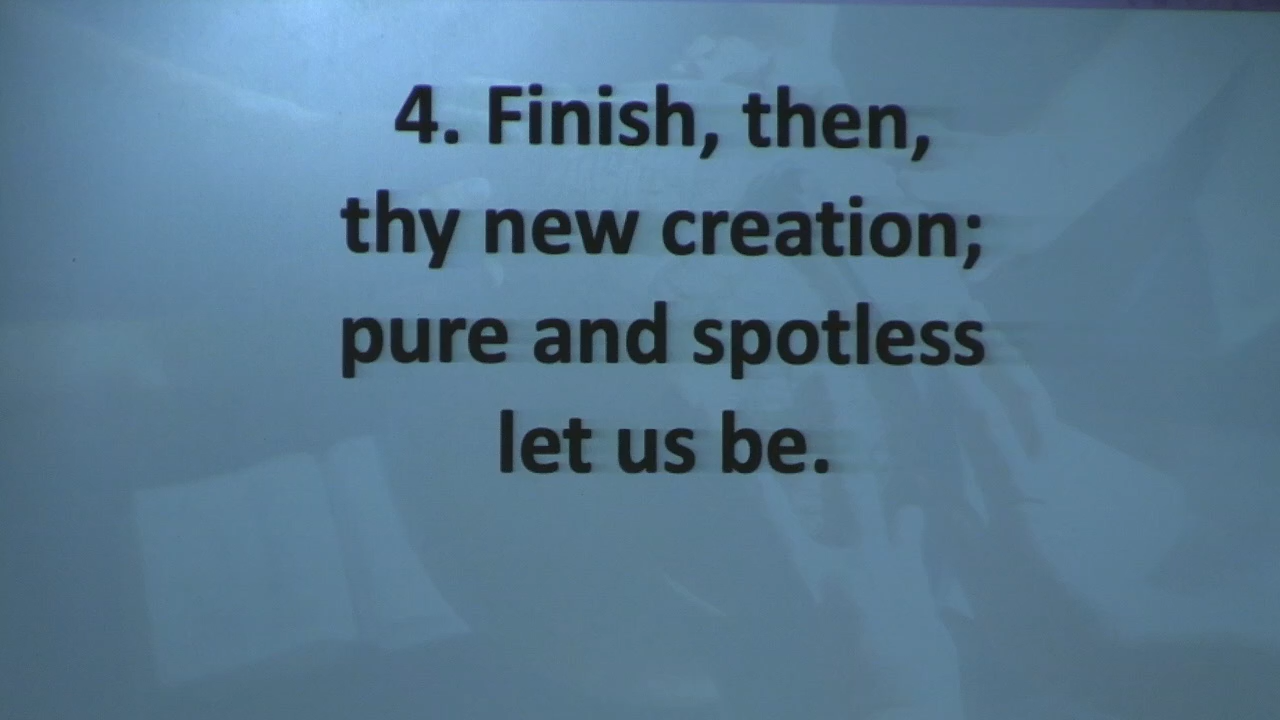 4. Finish, then,
thy new creation;
pure and spotless
let us be.